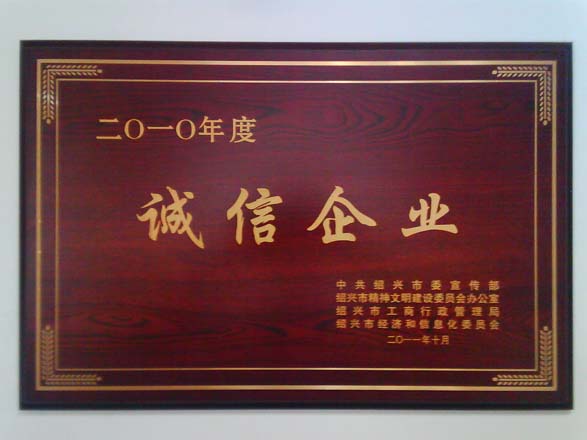 二〇一〇年度
诚信企业
中共绍兴市委宣传部
绍兴市精神文明建设委员会办公室
绍兴市工商行政管理局
绍兴市经济和信息化委员会
二〇一一年十月